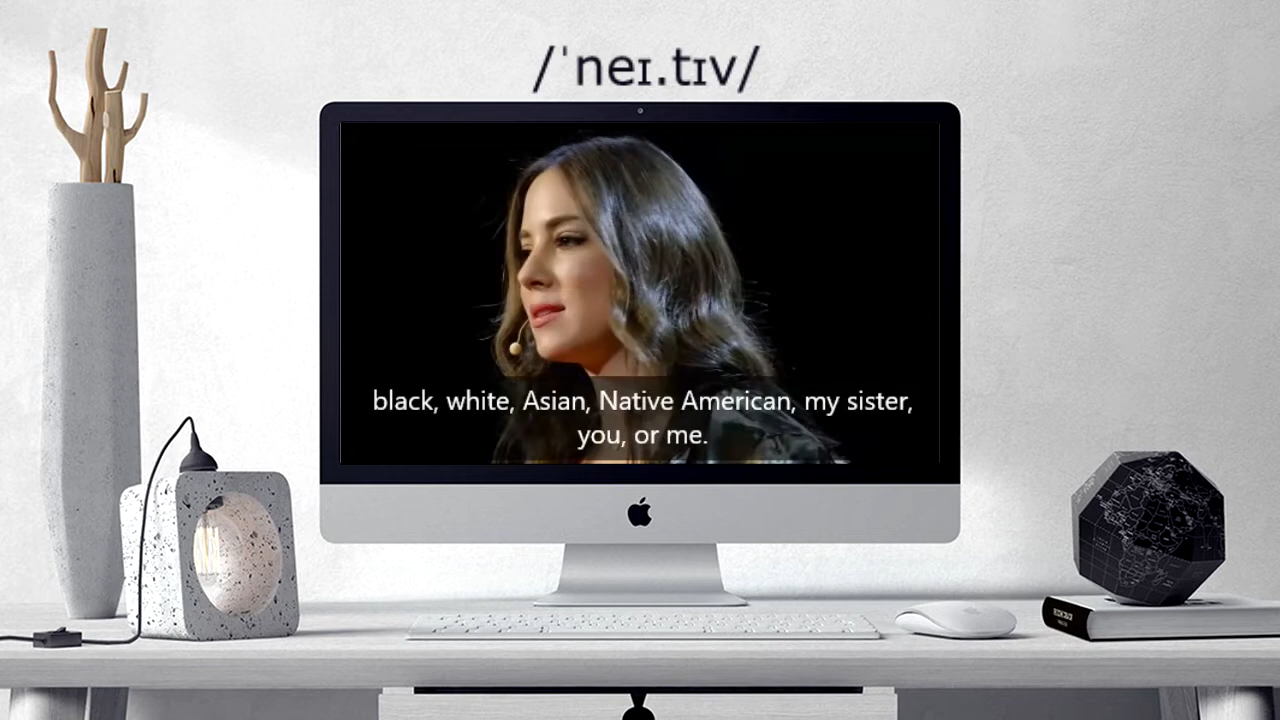 /ˈneɪ.tɪv/
black, white, Asian, Native American, my sister,
you, or me.